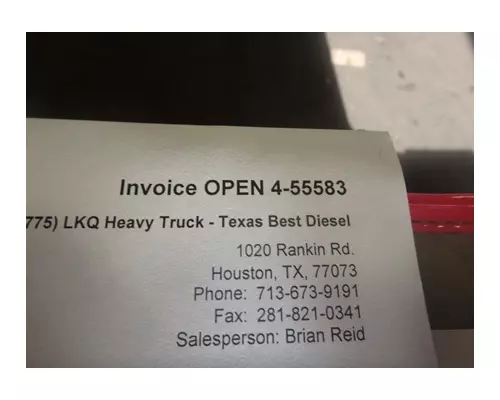 Invoice OPEN 4-55583
775) LKQ Heavy Truck - Texas Best Diesel
1020 Rankin Rd.
Houston, TX, 77073
Phone: 713-673-9191
Fax: 281-821-0341
Salesperson: Brian Reid